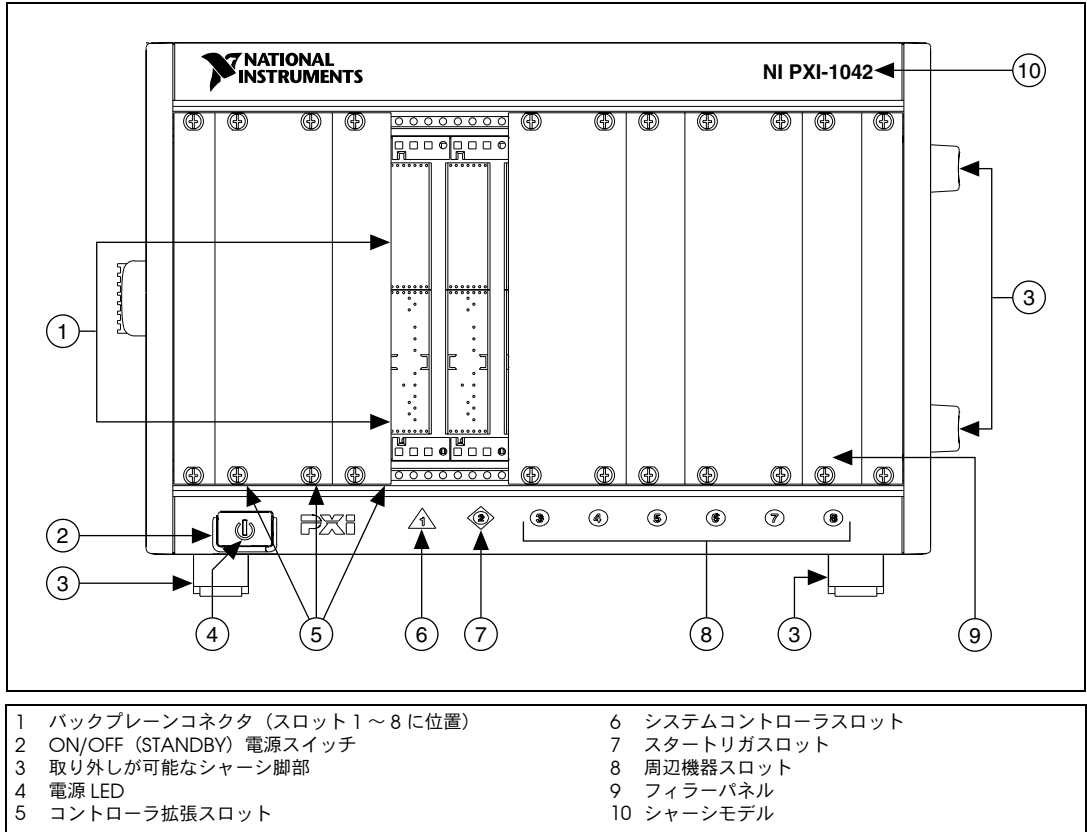 NATIONAL
INSTRUMENTS
NI PXI-1042
10
3
1
PXI
1
2
3
4
5
6
7
8
2
3
4
5
6
7
8
3
9
1 バックプレーンコネクタ（スロット 1 ～ 8 に位置）
2 ON/OFF（STANDBY）電源スイッチ
3 取り外しが可能なシャーシ脚部
4 電源 LED
5 コントローラ拡張スロット
6 システムコントローラスロット
7 スタートリガスロット
8 周辺機器スロット
9 フィラーパネル
10 シャーシモデル